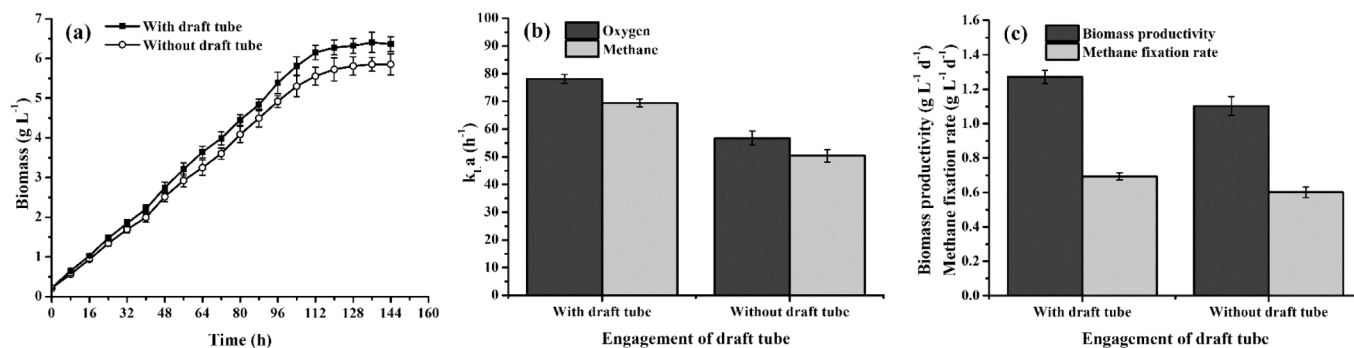 (a)
With draft tube
Without draft tube
Biomass (g L⁻¹)
7
6
5
4
3
2
1
0
0 16 32 48 64 80 96 112 128 144 160
Time (h)
(b)
Oxygen
Methane
kLa (h⁻¹)
100
90
80
70
60
50
40
30
20
10
0
With draft tube Without draft tube
Engagement of draft tube
(c)
Biomass productivity
Methane fixation rate
Biomass productivity (g L⁻¹ d⁻¹)
Methane fixation rate (g L⁻¹ d⁻¹)
1.6
1.4
1.2
1.0
0.8
0.6
0.4
0.2
0.0
With draft tube Without draft tube
Engagement of draft tube